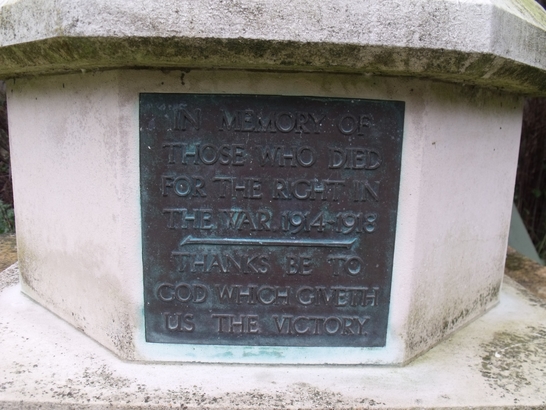 IN MEMORY OF
THOSE WHO DIED
FOR THE RIGHT IN
THE WAR 1914-1918
THANKS BE TO
GOD WHICH GIVETH
US THE VICTORY